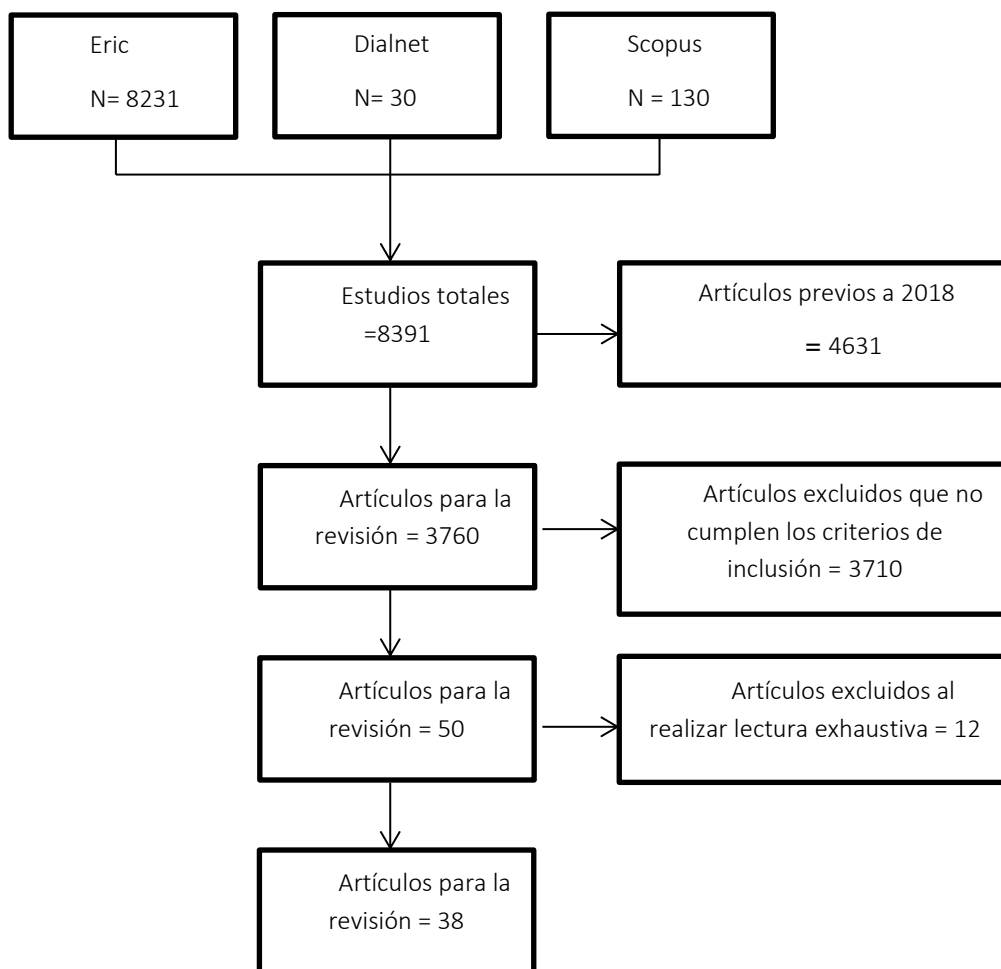 Eric
N= 8231
Dialnet
N= 30
Scopus
N = 130
Estudios totales
=8391
Artículos previos a 2018
= 4631
Artículos para la
revisión = 3760
Artículos excluidos que no
cumplen los criterios de
inclusión = 3710
Artículos para la
revisión = 50
Artículos excluidos al
realizar lectura exhaustiva = 12
Artículos para la
revisión = 38